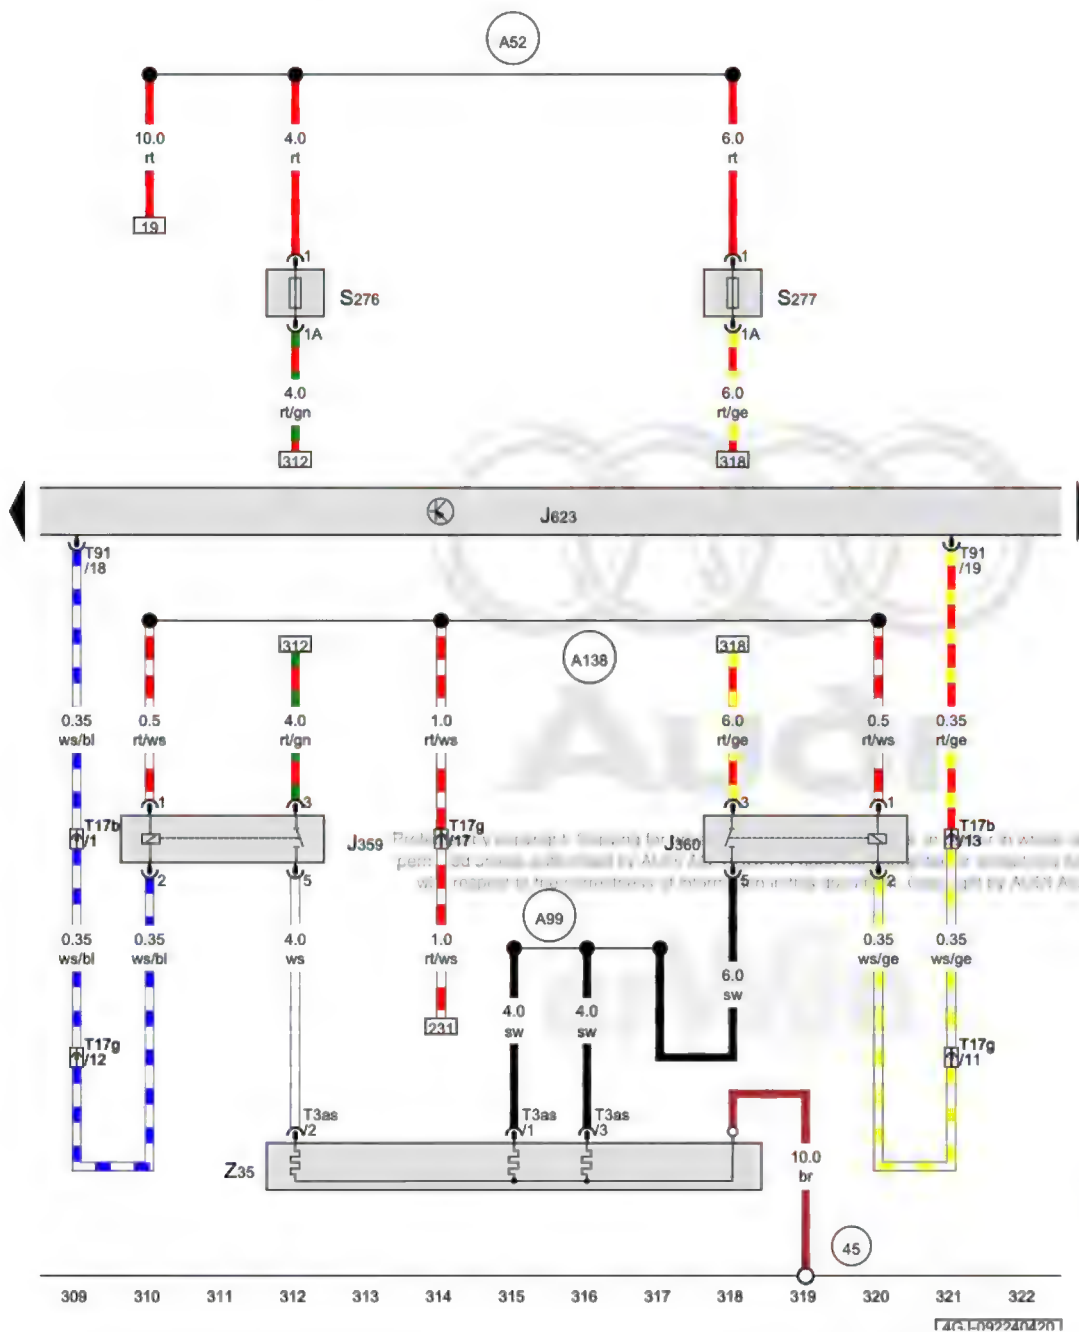 A52
10.0
rt
4.0
rt
6.0
rt
19
1
S276
1A
1
S277
1A
4.0
rt/gn
6.0
rt/ge
312
318
J623
T91
/18
T91
/19
312
A138
318
0.35
ws/bl
0.5
rt/ws
4.0
rt/gn
1.0
rt/ws
6.0
rt/ge
0.5
rt/ws
0.35
rt/ge
1
3
3
1
T17b
/1
J359
T17g
/17
J360
T17b
/13
2
5
5
2
A99
0.35
ws/bl
0.35
ws/bl
4.0
ws
1.0
rt/ws
6.0
sw
0.35
ws/ge
0.35
ws/ge
4.0
sw
4.0
sw
231
T17g
/12
T17g
/11
T3as
/2
T3as
/1
T3as
/3
Z35
10.0
br
45
309 310 311 312 313 314 315 316 317 318 319 320 321 322
4GJ-092240420
Audi